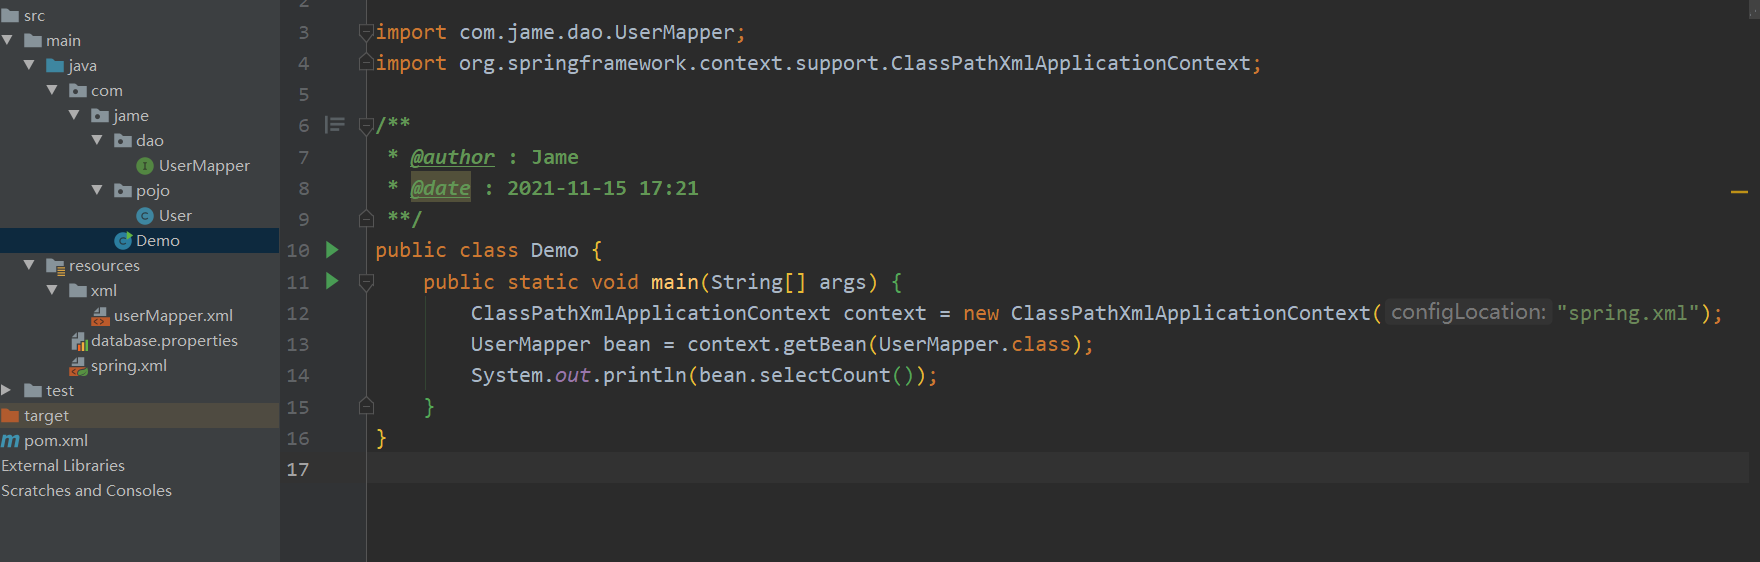 src
main
java
com
jame
dao
UserMapper
pojo
User
Demo
resources
xml
userMapper.xml
database.properties
spring.xml
test
target
pom.xml
External Libraries
Scratches and Consoles
2
3 import com.jame.dao.UserMapper;
4 import org.springframework.context.support.ClassPathXmlApplicationContext;
5
6 /**
7 * @author : Jame
8 * @date : 2021-11-15 17:21
9 **/
10 public class Demo {
11 public static void main(String[] args) {
12 ClassPathXmlApplicationContext context = new ClassPathXmlApplicationContext( configLocation: "spring.xml");
13 UserMapper bean = context.getBean(UserMapper.class);
14 System.out.println(bean.selectCount());
15 }
16 }
17